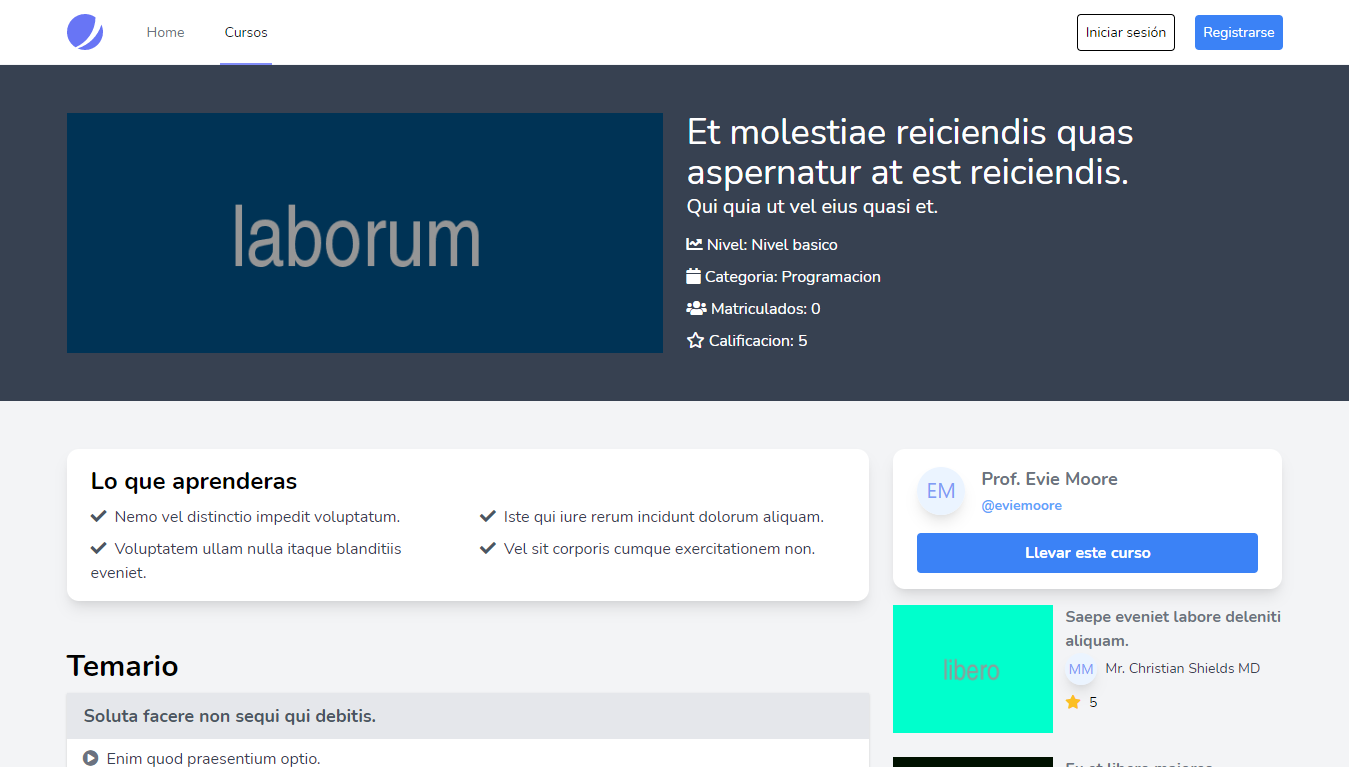 Home
Cursos
Iniciar sesión
Registrarse
laborum
Et molestiae reiciendis quas
aspernatur at est reiciendis.
Qui quia ut vel eius quasi et.
Nivel: Nivel basico
Categoria: Programacion
Matriculados: 0
Calificacion: 5
Lo que aprenderas
Nemo vel distinctio impedit voluptatum.
Voluptatem ullam nulla itaque blanditiis
eveniet.
Iste qui iure rerum incidunt dolorum aliquam.
Vel sit corporis cumque exercitationem non.
Temario
Soluta facere non sequi qui debitis.
Enim quod praesentium optio.
EM
Prof. Evie Moore
@eviemoore
Llevar este curso
libero
Saepe eveniet labore deleniti
aliquam.
MM
Mr. Christian Shields MD
5